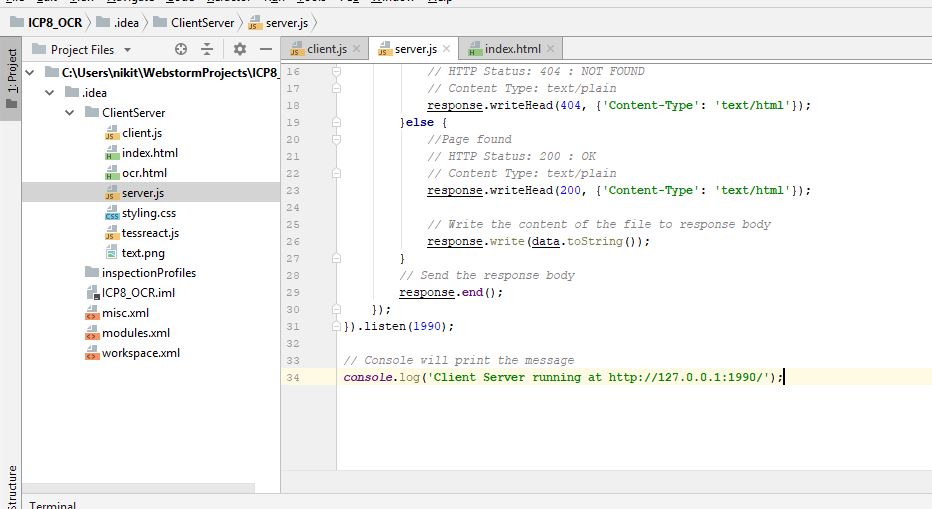 ICP8_OCR .idea ClientServer server.js
Project Files
client.js server.js index.html
1: Project
C:\Users\nikit\WebstormProjects\ICP8_
.idea
ClientServer
client.js
index.html
ocr.html
server.js
styling.css
tessreact.js
text.png
inspectionProfiles
ICP8_OCR.iml
misc.xml
modules.xml
workspace.xml
16 // HTTP Status: 404 : NOT FOUND
17 // Content Type: text/plain
18 response.writeHead(404, {'Content-Type': 'text/html'});
19 }else {
20 //Page found
21 // HTTP Status: 200 : OK
22 // Content Type: text/plain
23 response.writeHead(200, {'Content-Type': 'text/html'});
24
25 // Write the content of the file to response body
26 response.write(data.toString());
27 }
28 // Send the response body
29 response.end();
30 });
31 }).listen(1990);
32
33 // Console will print the message
34 console.log('Client Server running at http://127.0.0.1:1990/');
Structure
Terminal